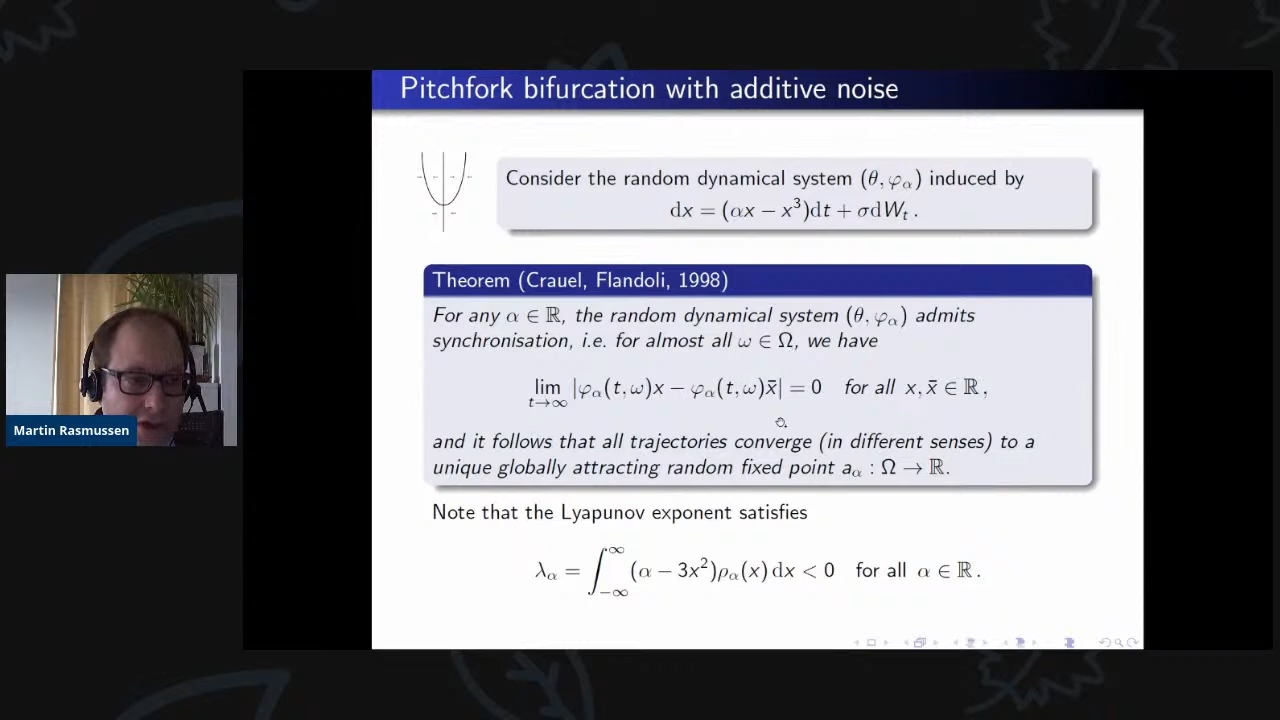 Pitchfork bifurcation with additive noise
Consider the random dynamical system (θ, φ_α) induced by
dx = (αx − x³)dt + σdW_t .
Theorem (Crauel, Flandoli, 1998)
For any α ∈ ℝ, the random dynamical system (θ, φ_α) admits
synchronisation, i.e. for almost all ω ∈ Ω, we have
lim_{t→∞} |φ_α(t, ω)x − φ_α(t, ω)x̄| = 0 for all x, x̄ ∈ ℝ ,
and it follows that all trajectories converge (in different senses) to a
unique globally attracting random fixed point a_α : Ω → ℝ.
Note that the Lyapunov exponent satisfies
λ_α = ∫_{−∞}^{∞} (α − 3x²)ρ_α(x) dx < 0 for all α ∈ ℝ .
Martin Rasmussen